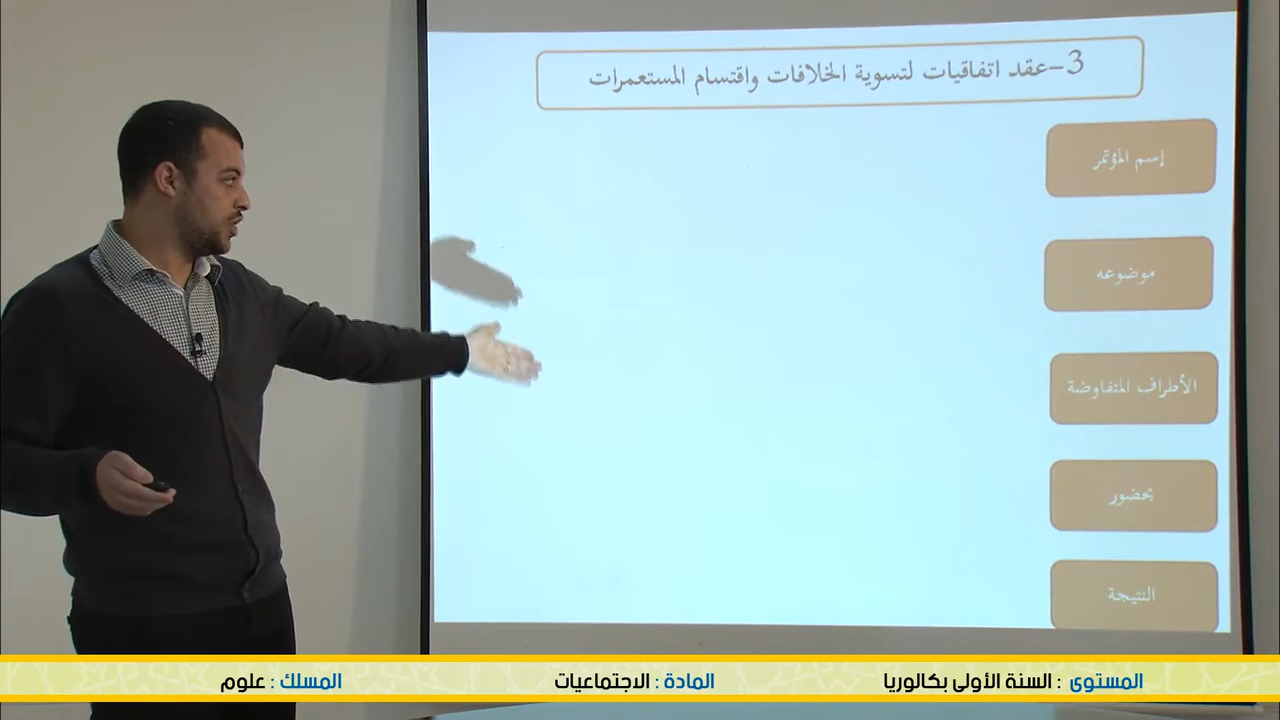 3-عقد اتفاقيات لتسوية الخلافات واقتسام المستعمرات
إسم المؤتمر
موضوعه
الأطراف المتفاوضة
بحضور
النتيجة
المستوى : السنة الأولى بكالوريا
المادة : الاجتماعيات
المسلك : علوم